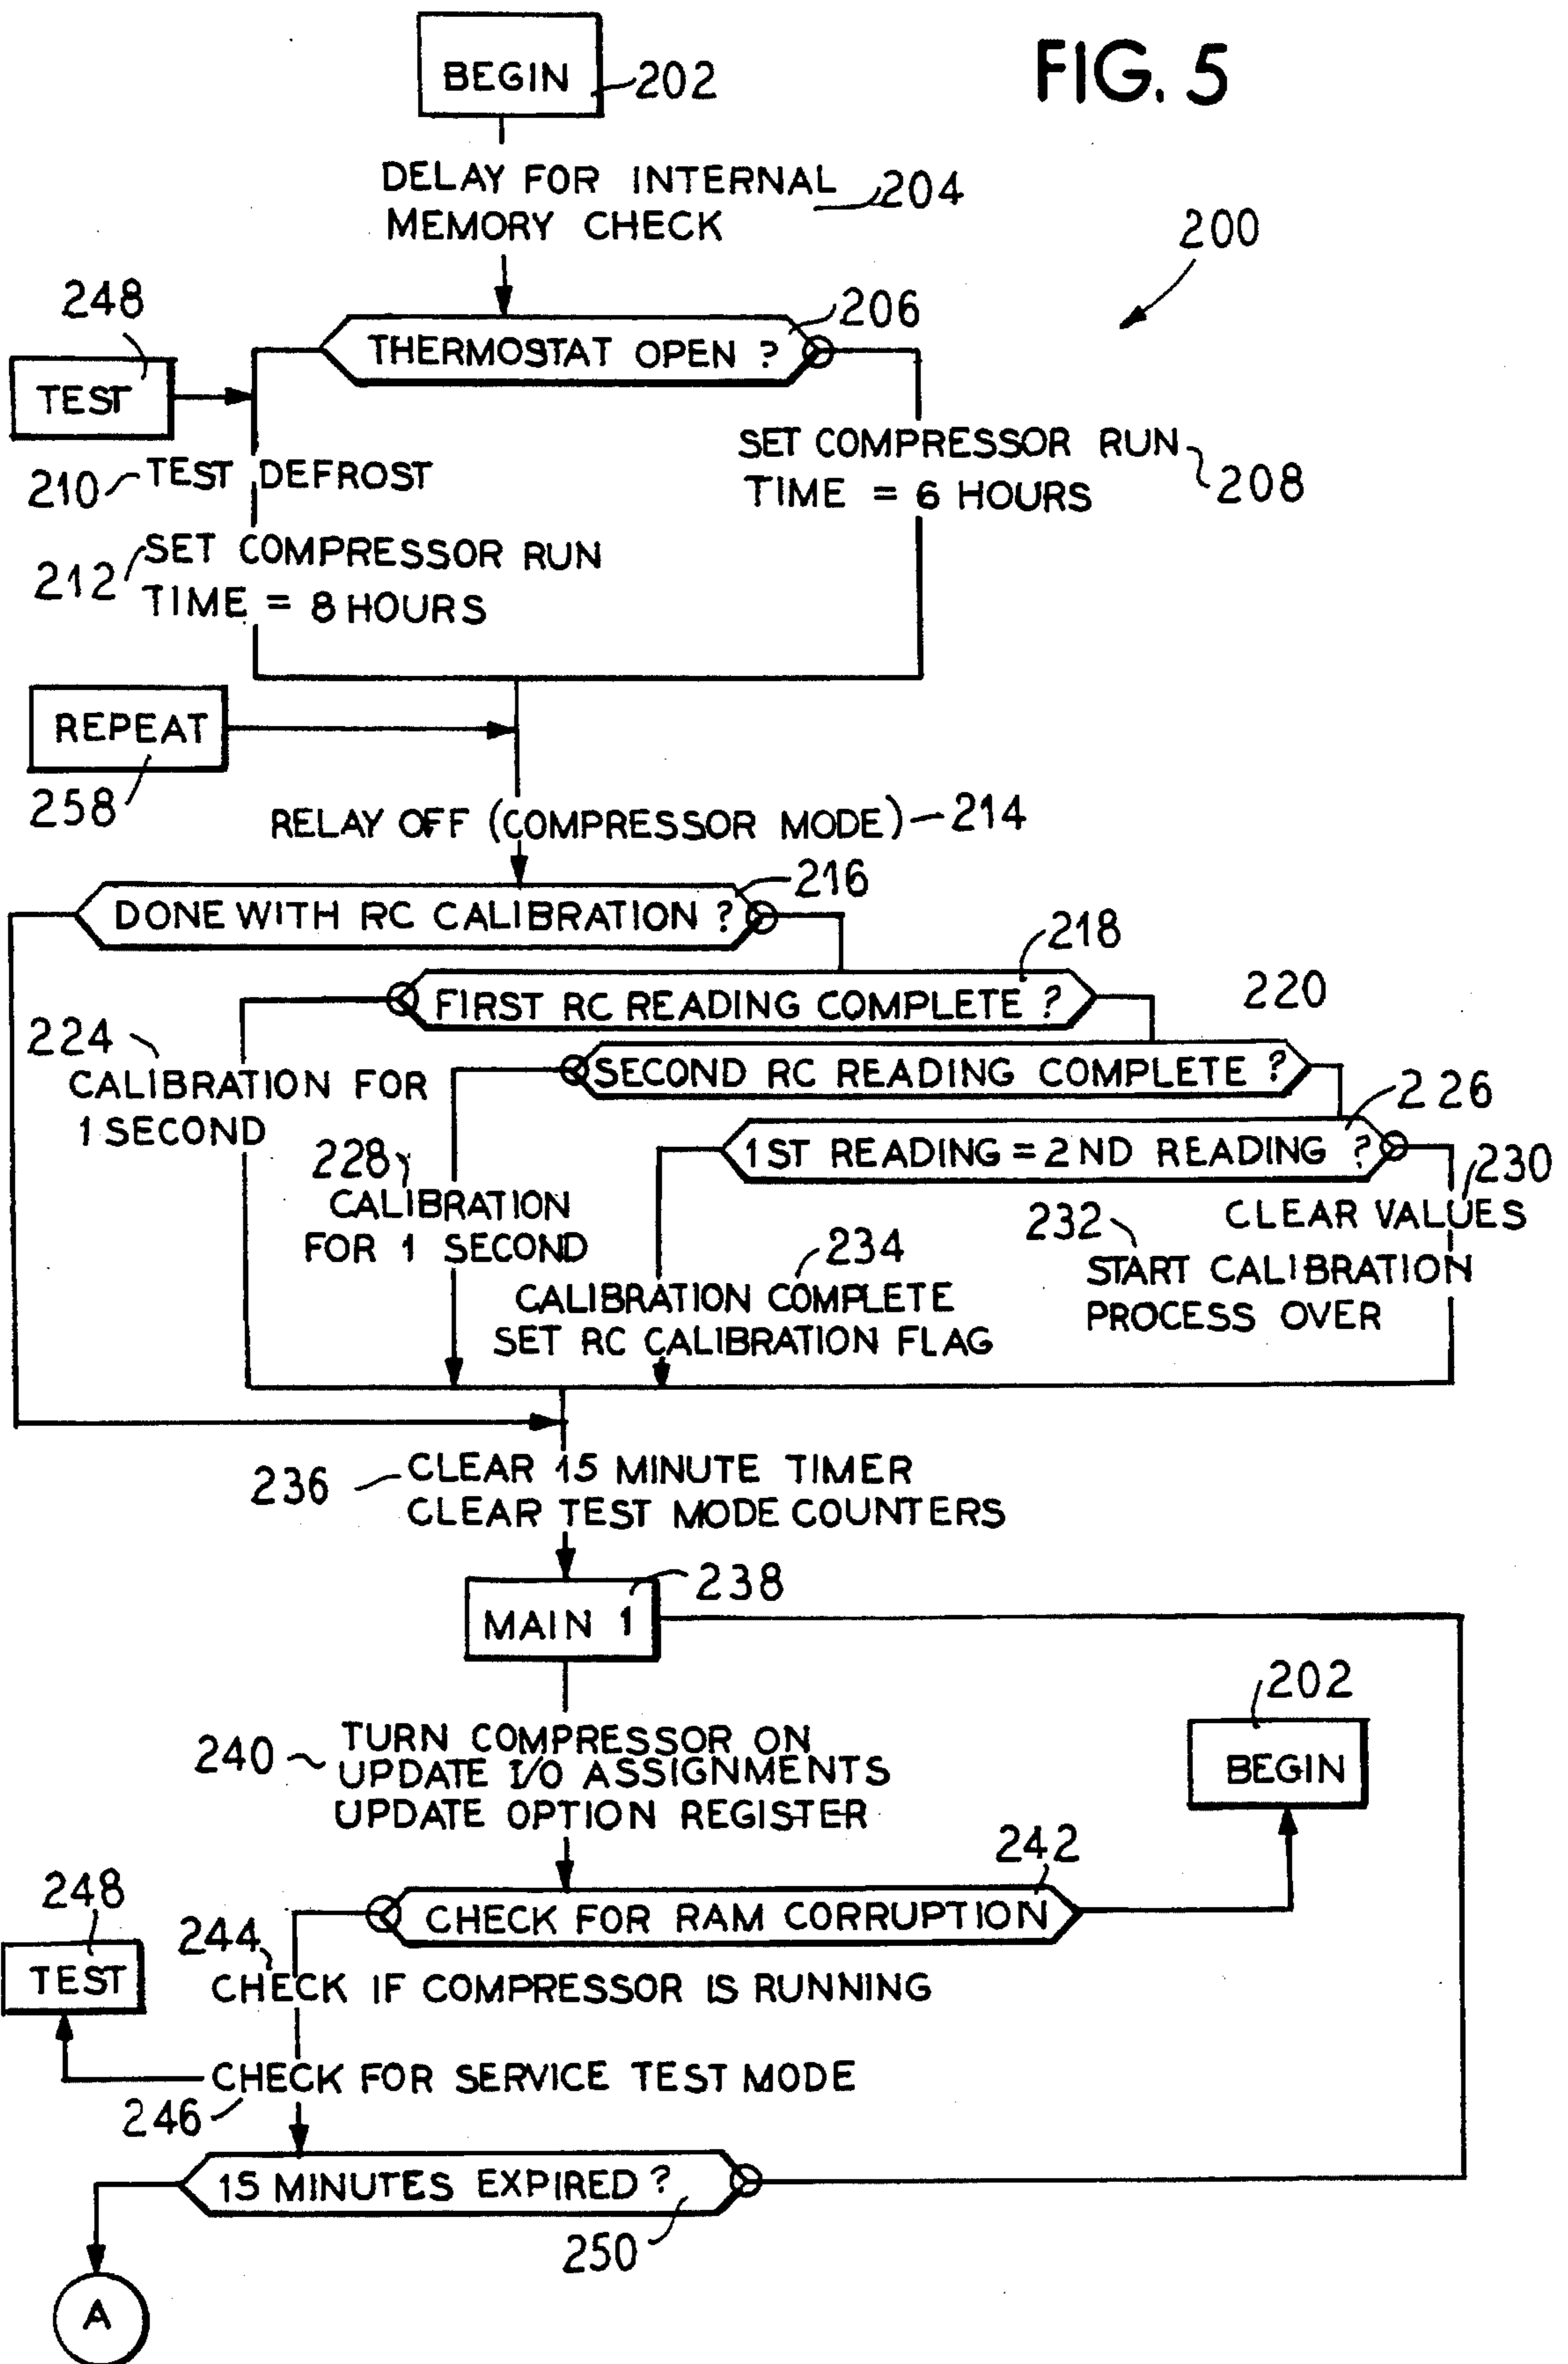 FIG. 5
BEGIN
202
DELAY FOR INTERNAL
MEMORY CHECK
204
200
248
206
THERMOSTAT OPEN ?
TEST
SET COMPRESSOR RUN
TIME = 6 HOURS
208
210
TEST DEFROST
212
SET COMPRESSOR RUN
TIME = 8 HOURS
REPEAT
258
RELAY OFF (COMPRESSOR MODE)
214
216
DONE WITH RC CALIBRATION ?
218
FIRST RC READING COMPLETE ?
220
224
CALIBRATION FOR
1 SECOND
SECOND RC READING COMPLETE ?
226
1ST READING = 2ND READING ?
228
CALIBRATION
FOR 1 SECOND
230
CLEAR VALUES
232
START CALIBRATION
PROCESS OVER
234
CALIBRATION COMPLETE
SET RC CALIBRATION FLAG
236
CLEAR 15 MINUTE TIMER
CLEAR TEST MODE COUNTERS
238
MAIN 1
202
BEGIN
240
TURN COMPRESSOR ON
UPDATE I/O ASSIGNMENTS
UPDATE OPTION REGISTER
242
CHECK FOR RAM CORRUPTION
248
TEST
244
CHECK IF COMPRESSOR IS RUNNING
CHECK FOR SERVICE TEST MODE
246
15 MINUTES EXPIRED ?
250
A